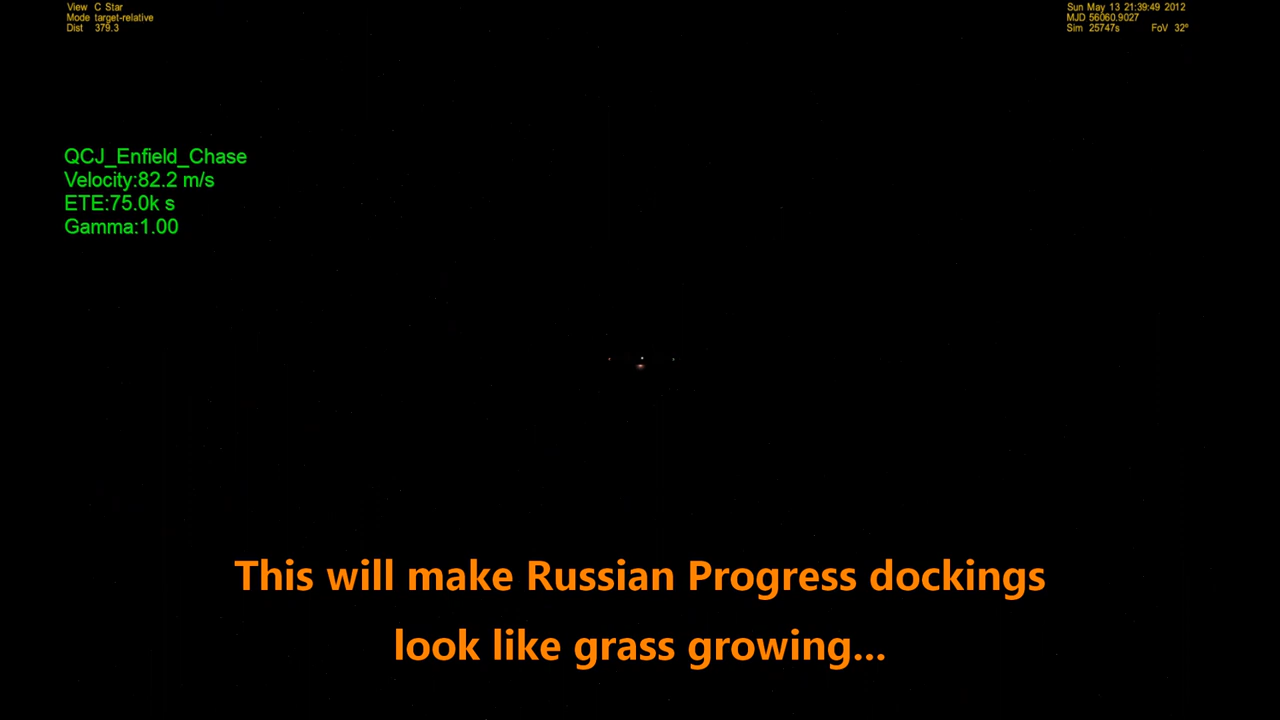 View C Star
Mode target-relative
Dist 379.3
Sun May 13 21:39:49 2012
MJD 56060.9027
Sim 25747s FoV 32°
QCJ_Enfield_Chase
Velocity:82.2 m/s
ETE:75.0k s
Gamma:1.00
This will make Russian Progress dockings
look like grass growing...